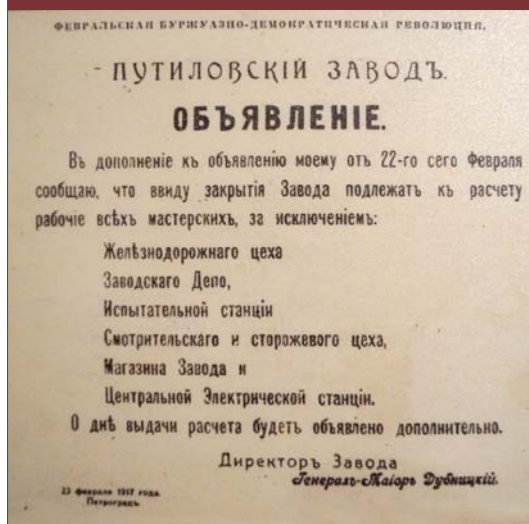 ФЕВРАЛЬСКАЯ БУРЖУАЗНО-ДЕМОКРАТИЧЕСКАЯ РЕВОЛЮЦИЯ.
ПУТИЛОВСКІЙ ЗАВОДЪ.
ОБЪЯВЛЕНІЕ.
Въ дополненіе къ объявленію моему отъ 22-го сего Февраля
сообщаю, что ввиду закрытія Завода подлежатъ къ расчету
рабочіе всѣхъ мастерскихъ, за исключеніемъ:
Желѣзнодорожнаго цеха
Заводскаго Депо,
Испытательной станціи
Смотрительскаго и сторожевого цеха,
Магазина Завода и
Центральной Электрической станціи.
О днѣ выдачи расчета будетъ объявлено дополнительно.
Директоръ Завода
Генералъ-Маіоръ Дубницкій.
23 февраля 1917 года.
Петроградъ.